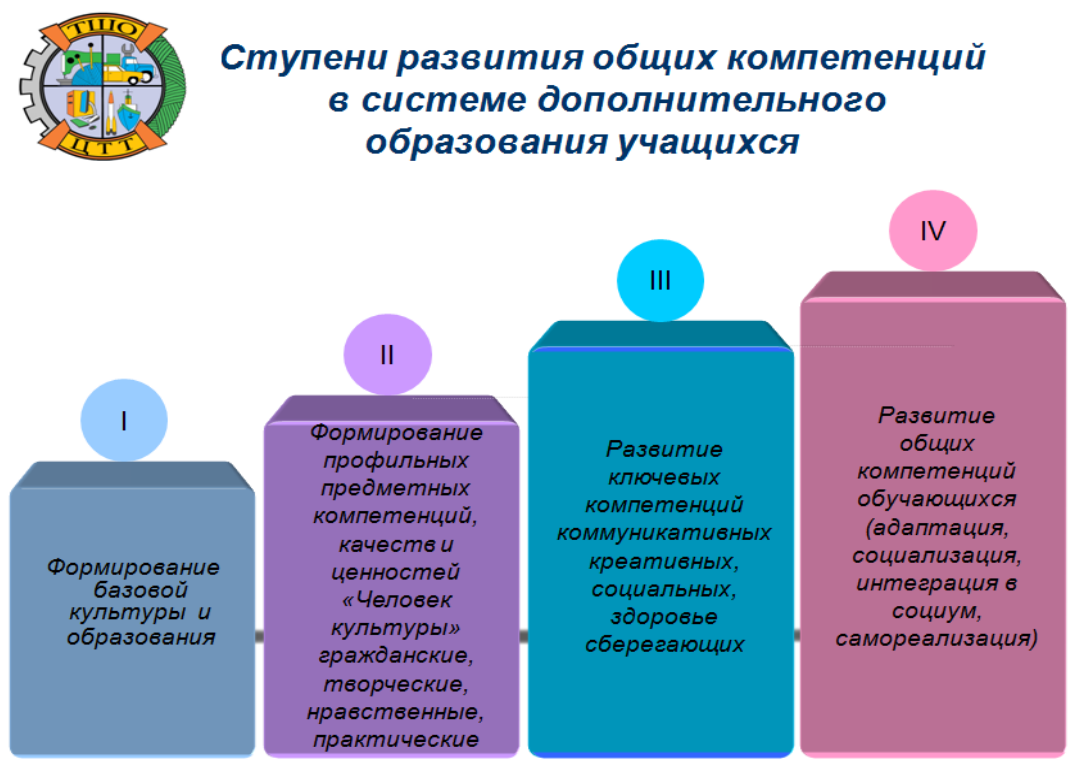 ТШО
ЦТТ
Ступени развития общих компетенций
в системе дополнительного
образования учащихся
I
Формирование
базовой
культуры и
образования
II
Формирование
профильных
предметных
компетенций,
качеств и
ценностей
«Человек
культуры»
гражданские,
творческие,
нравственные,
практические
III
Развитие
ключевых
компетенций
коммуникативных
креативных,
социальных,
здоровье
сберегающих
IV
Развитие
общих
компетенций
обучающихся
(адаптация,
социализация,
интеграция в
социум,
самореализация)